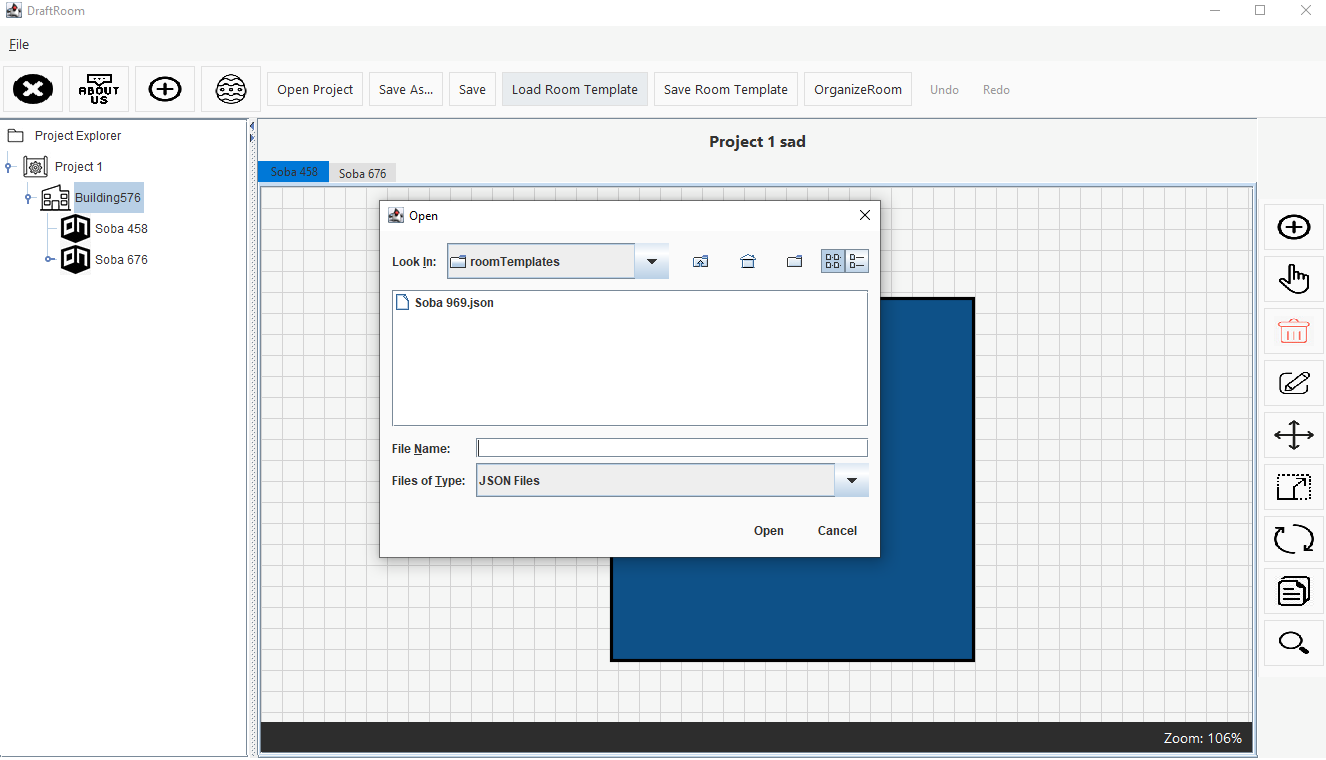 DraftRoom
File
ABOUT
US
Open Project
Save As...
Save
Load Room Template
Save Room Template
OrganizeRoom
Undo
Redo
Project Explorer
Project 1
Building576
Soba 458
Soba 676
Project 1 sad
Soba 458
Soba 676
Open
Look In:
roomTemplates
Soba 969.json
File Name:
Files of Type:
JSON Files
Open
Cancel
Zoom: 106%